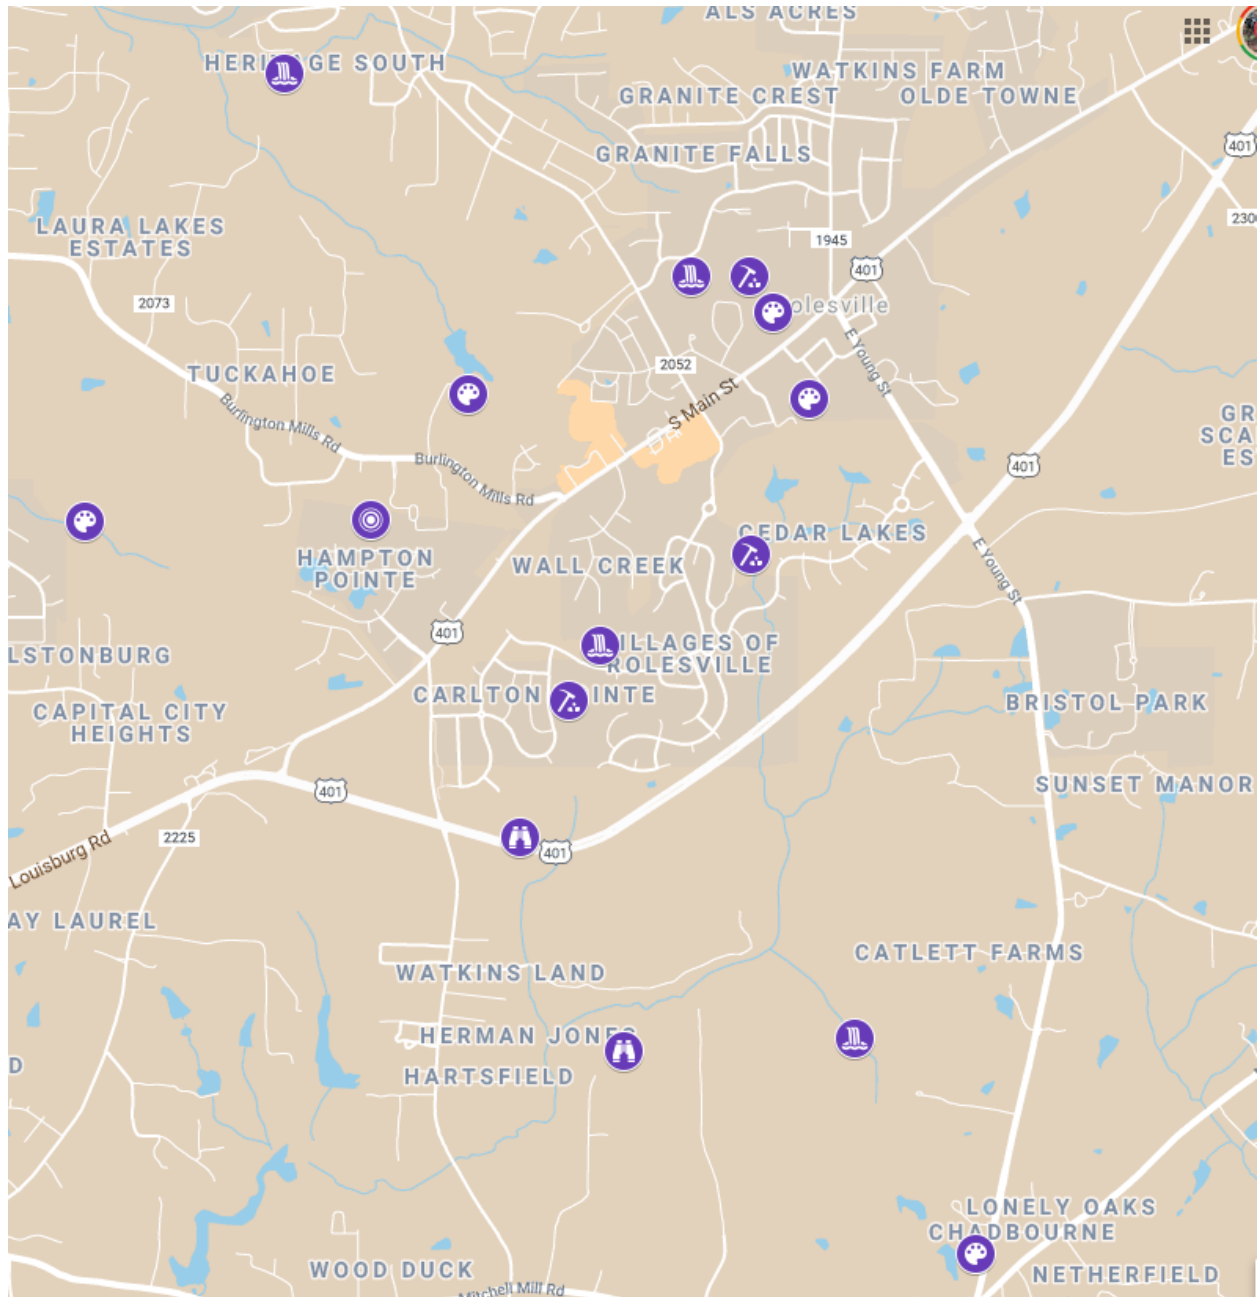 ALS ACRES
HERITAGE SOUTH
WATKINS FARM
GRANITE CREST
OLDE TOWNE
401
GRANITE FALLS
LAURA LAKES
ESTATES
230
1945
401
2073
olesville
2052
E Young St
TUCKAHOE
S Main St
Burlington Mills Rd
GR
SCA
ES
Burlington Mills Rd
401
CEDAR LAKES
HAMPTON
POINTE
WALL CREEK
E Young St
401
ILLAGES OF
ROLESVILLE
LSTONBURG
CARLTON INTE
CAPITAL CITY
HEIGHTS
BRISTOL PARK
SUNSET MANOR
401
2225
401
Louisburg Rd
AY LAUREL
CATLETT FARMS
WATKINS LAND
HERMAN JONES
D
HARTSFIELD
LONELY OAKS
CHADBOURNE
WOOD DUCK
NETHERFIELD
Mitchell Mill Rd